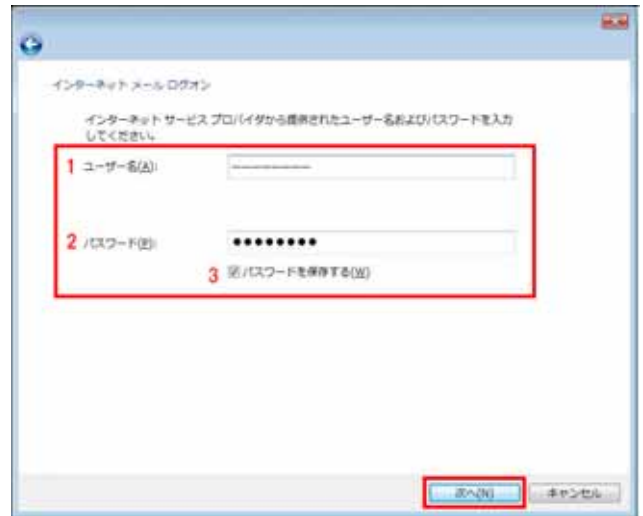 インターネット メール ログオン
インターネット サービス プロバイダから提供されたユーザー名およびパスワードを入力
してください。
1 ユーザー名(A):
2 パスワード(P): ●●●●●●●●
3 パスワードを保存する(W)
次へ(N) キャンセル